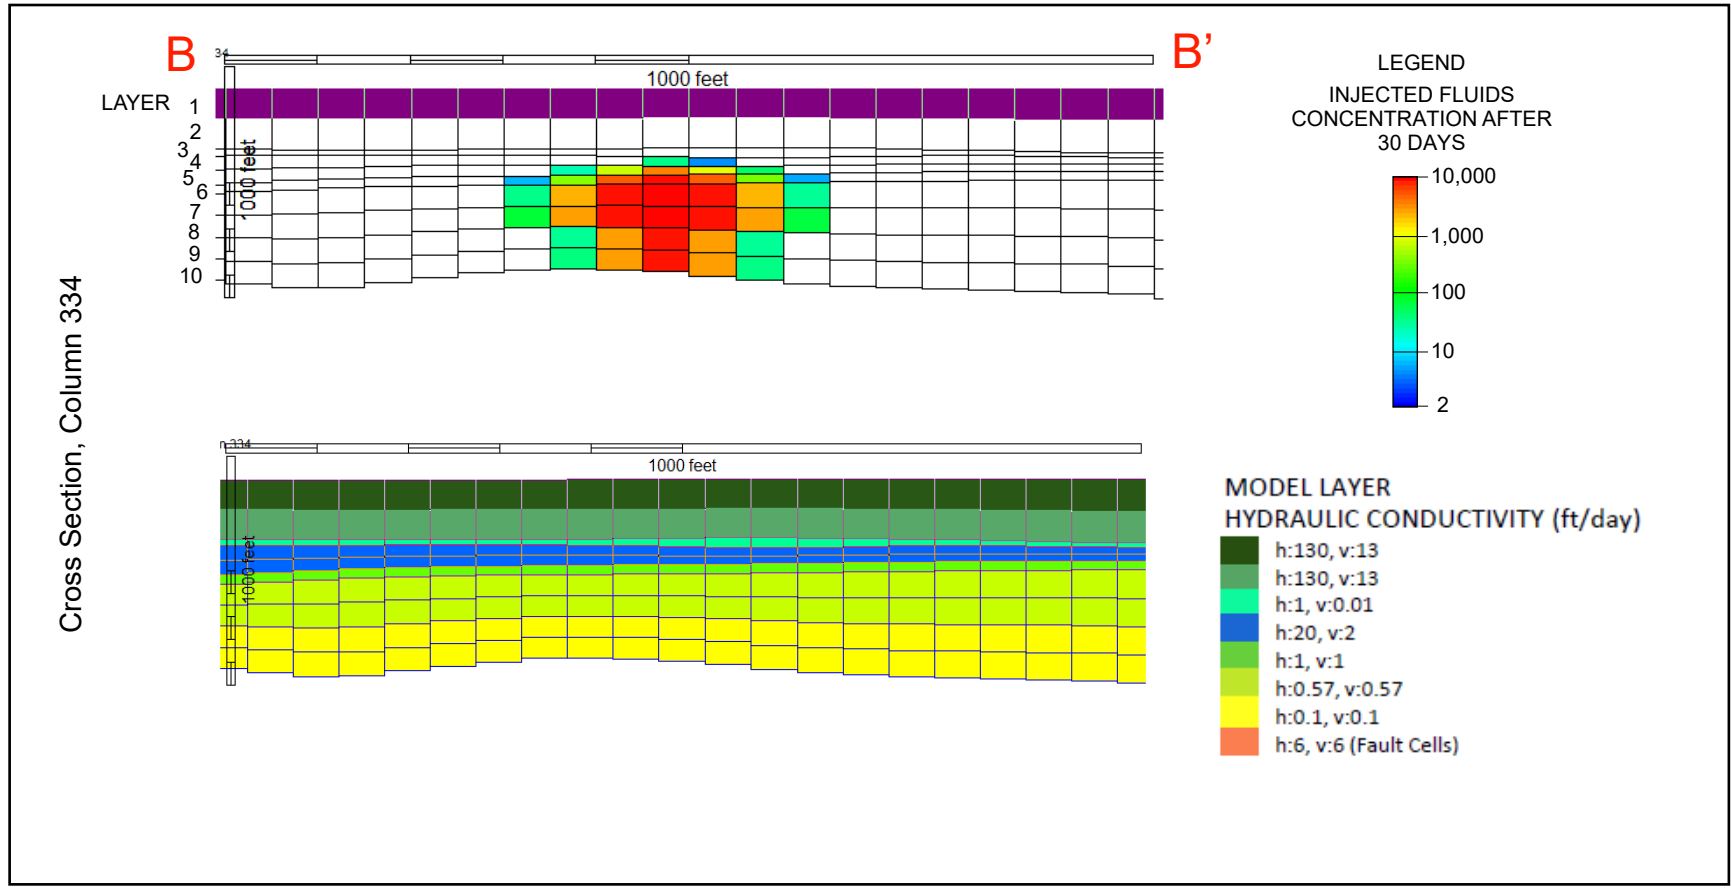 B
34
1000 feet
B'
LAYER 1
2
3
4
5
6
7
8
9
10
1000 feet
LEGEND
INJECTED FLUIDS
CONCENTRATION AFTER
30 DAYS
10,000
1,000
100
10
2
Cross Section, Column 334
n 334
1000 feet
1000 feet
MODEL LAYER
HYDRAULIC CONDUCTIVITY (ft/day)
h:130, v:13
h:130, v:13
h:1, v:0.01
h:20, v:2
h:1, v:1
h:0.57, v:0.57
h:0.1, v:0.1
h:6, v:6 (Fault Cells)